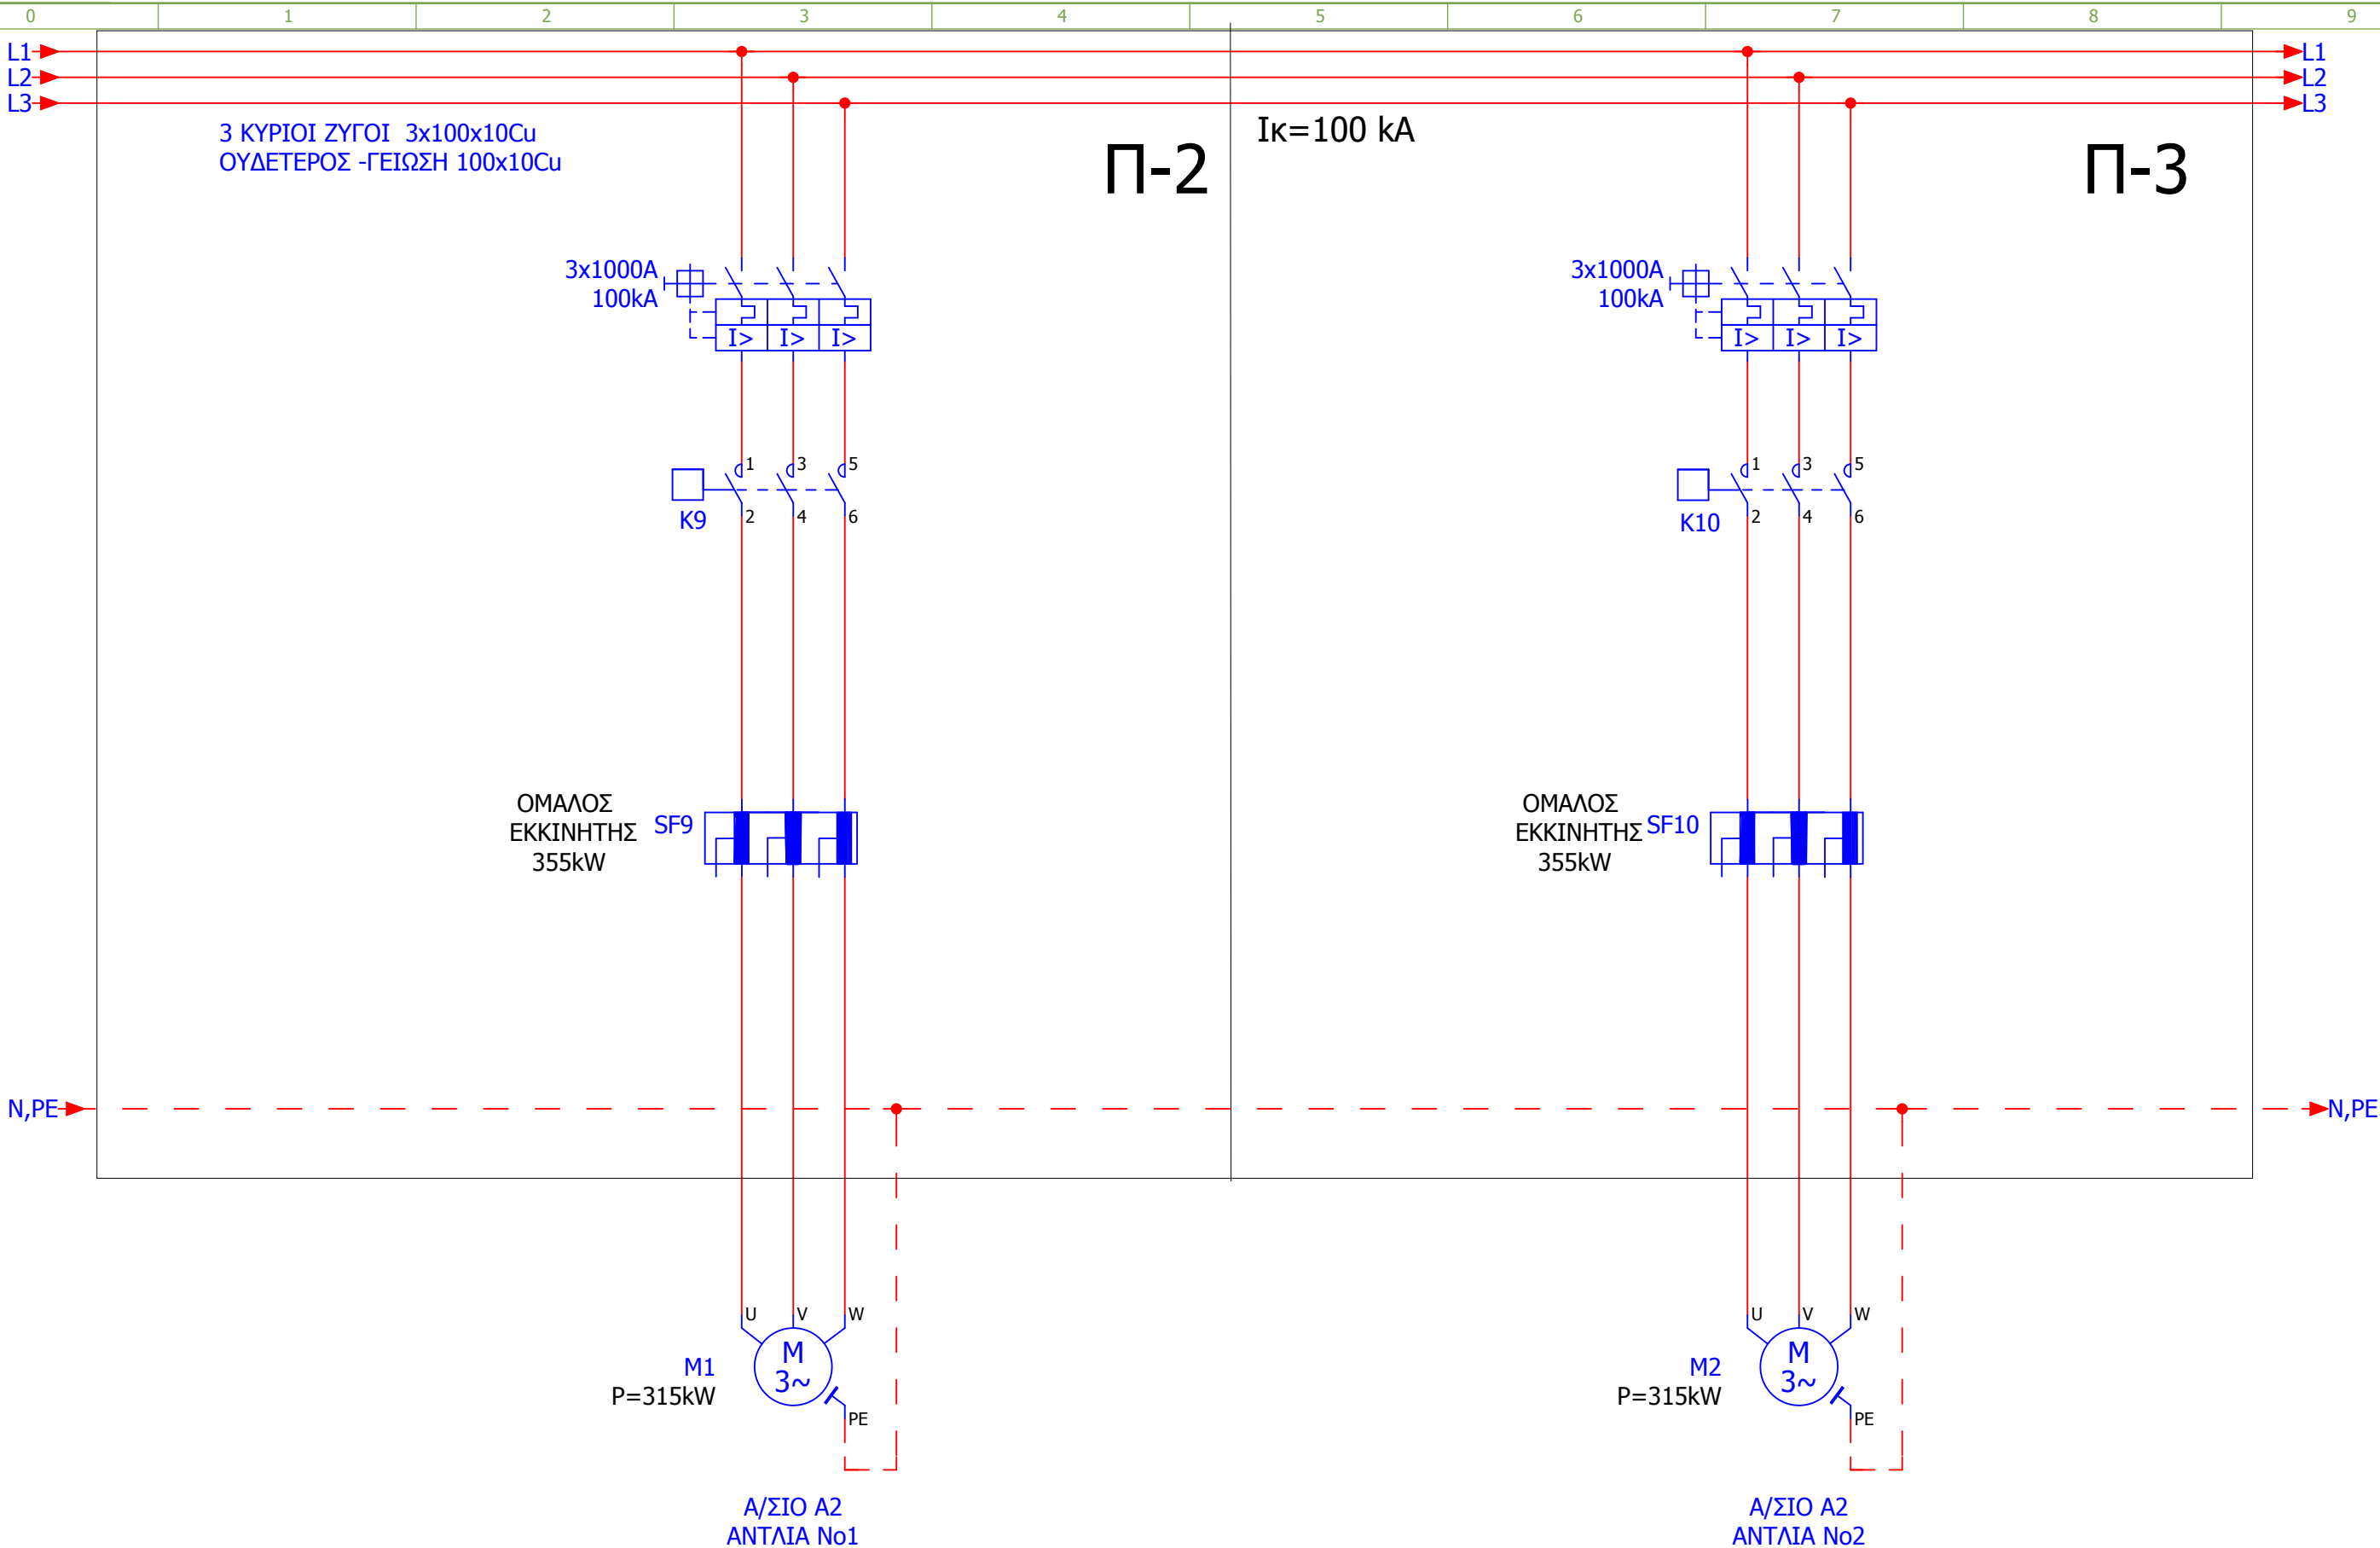 0 1 2 3 4 5 6 7 8 9
L1 L1
L2 L2
L3 L3
3 ΚΥΡΙΟΙ ΖΥΓΟΙ 3x100x10Cu
ΟΥΔΕΤΕΡΟΣ -ΓΕΙΩΣΗ 100x10Cu
Π-2
Ικ=100 kA
Π-3
3x1000A
100kA
I> I> I>
3x1000A
100kA
I> I> I>
1 3 5
K9
2 4 6
1 3 5
K10
2 4 6
ΟΜΑΛΟΣ
ΕΚΚΙΝΗΤΗΣ
355kW
SF9
ΟΜΑΛΟΣ
ΕΚΚΙΝΗΤΗΣ
355kW
SF10
N,PE N,PE
U V W
M
3~
M1
P=315kW
PE
Α/ΣΙΟ Α2
ΑΝΤΛΙΑ Νο1
U V W
M
3~
M2
P=315kW
PE
Α/ΣΙΟ Α2
ΑΝΤΛΙΑ Νο2